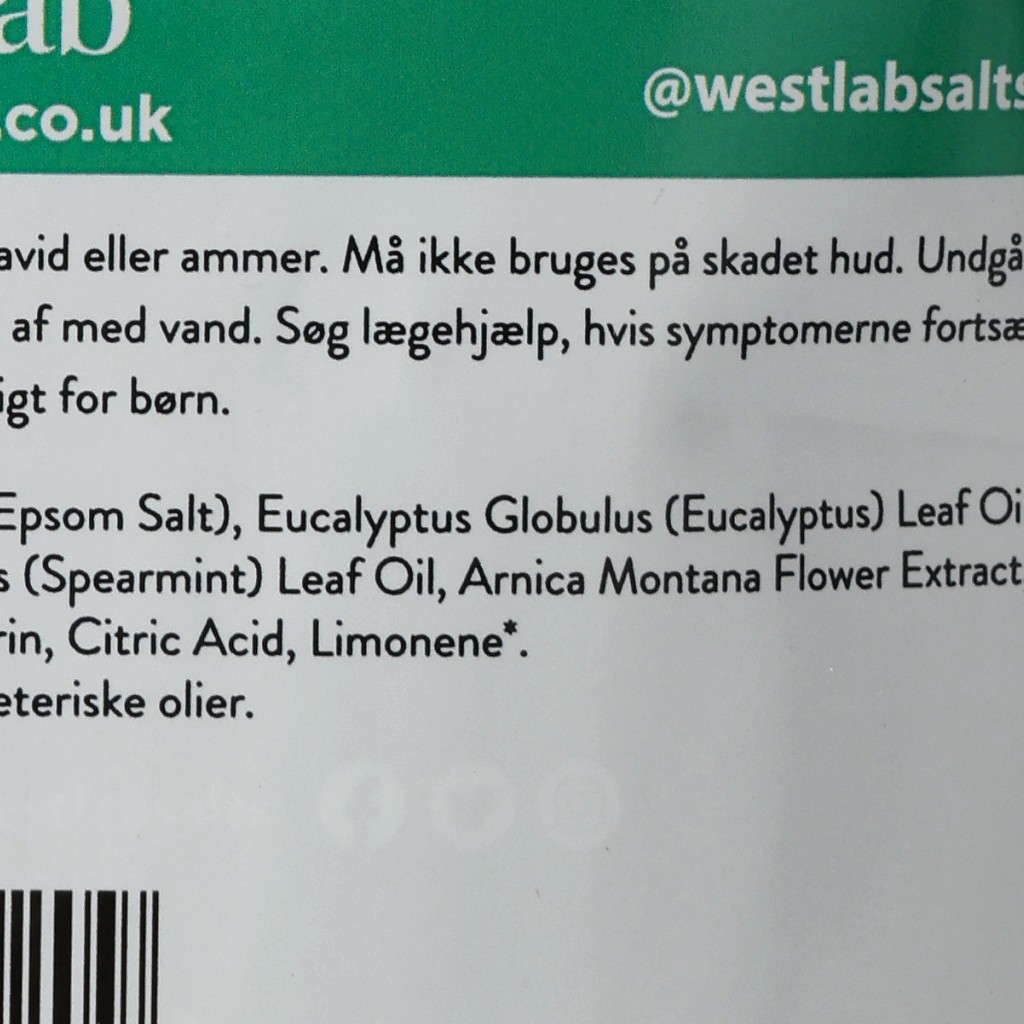 ab
.co.uk
@westlabsalts
avid eller ammer. Må ikke bruges på skadet hud. Undgå
af med vand. Søg lægehjælp, hvis symptomerne fortsæ
igt for børn.
Epsom Salt), Eucalyptus Globulus (Eucalyptus) Leaf Oi
s (Spearmint) Leaf Oil, Arnica Montana Flower Extract,
rin, Citric Acid, Limonene*.
eteriske olier.